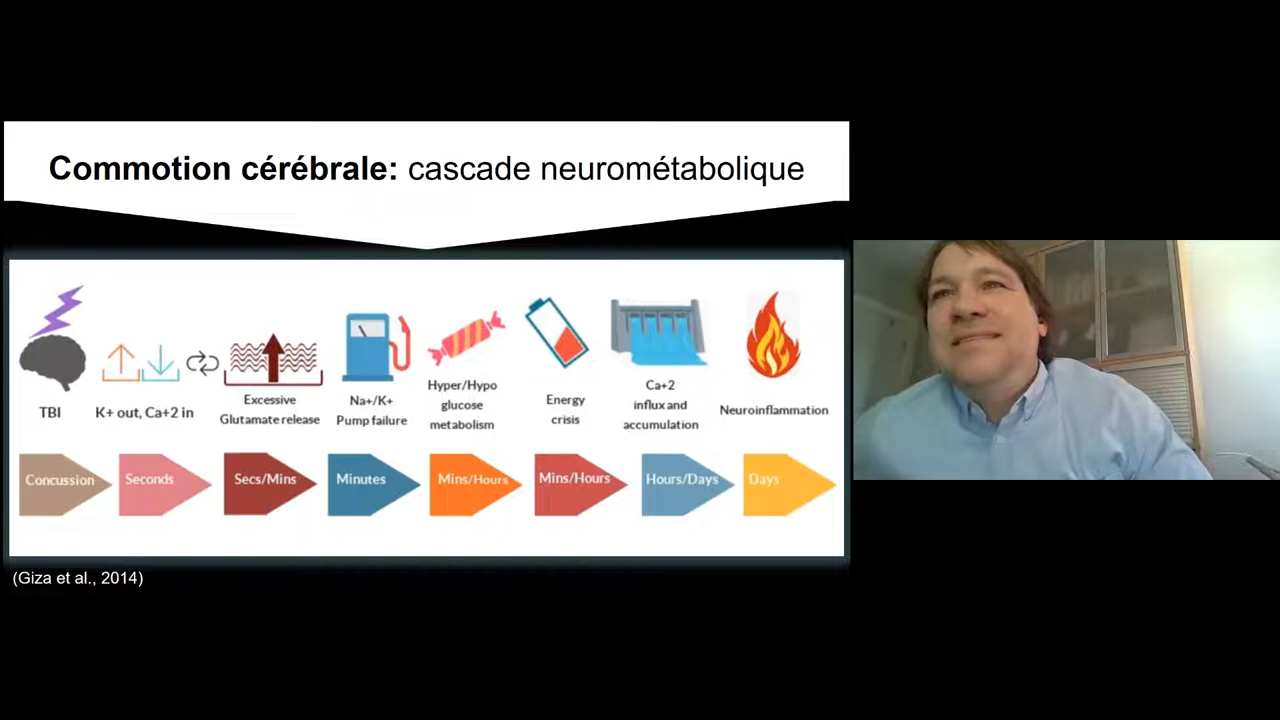 Commotion cérébrale: cascade neurométabolique
TBI
K+ out, Ca+2 in
Excessive
Glutamate release
Na+/K+
Pump failure
Hyper/Hypo
glucose
metabolism
Energy
crisis
Ca+2
influx and
accumulation
Neuroinflammation
Concussion
Seconds
Secs/Mins
Minutes
Mins/Hours
Mins/Hours
Hours/Days
Days
(Giza et al., 2014)